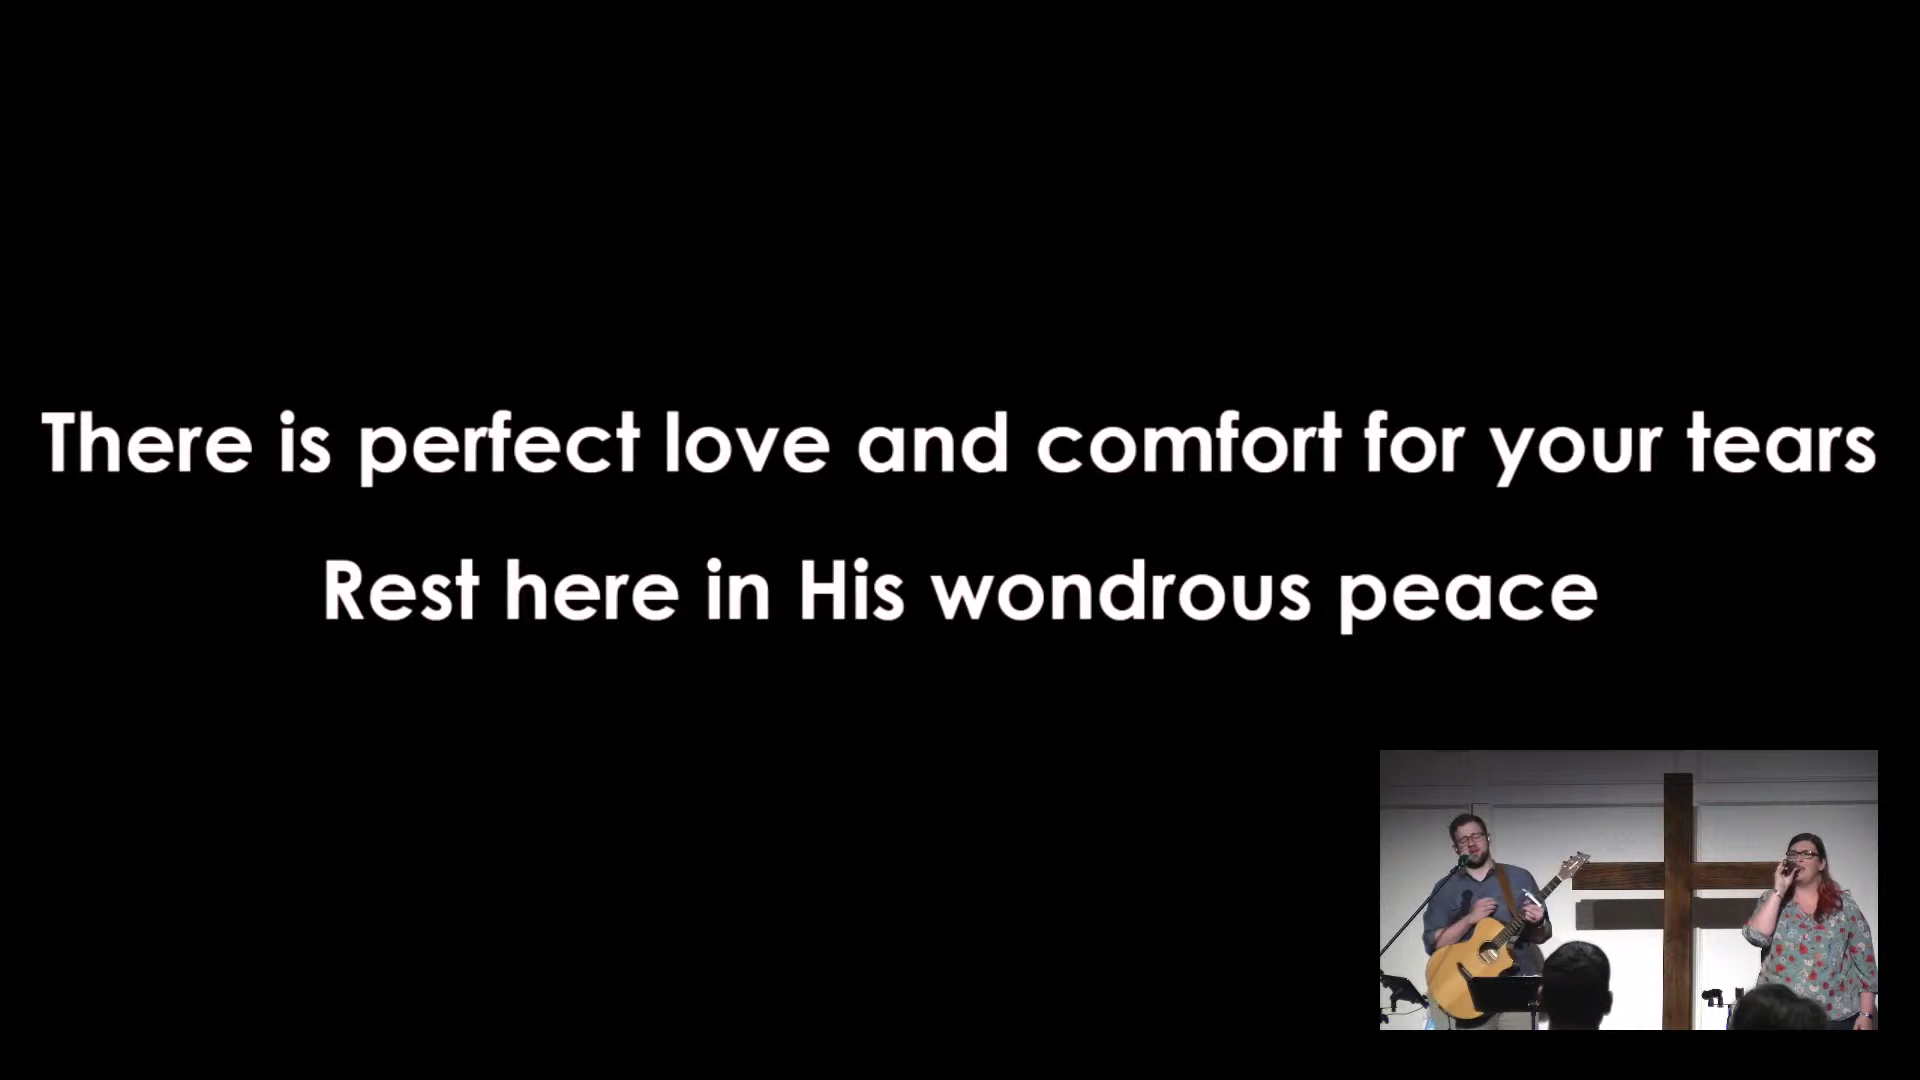 There is perfect love and comfort for your tears
Rest here in His wondrous peace